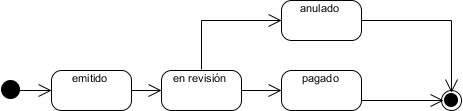 anulado
emitido
en revisión
pagado